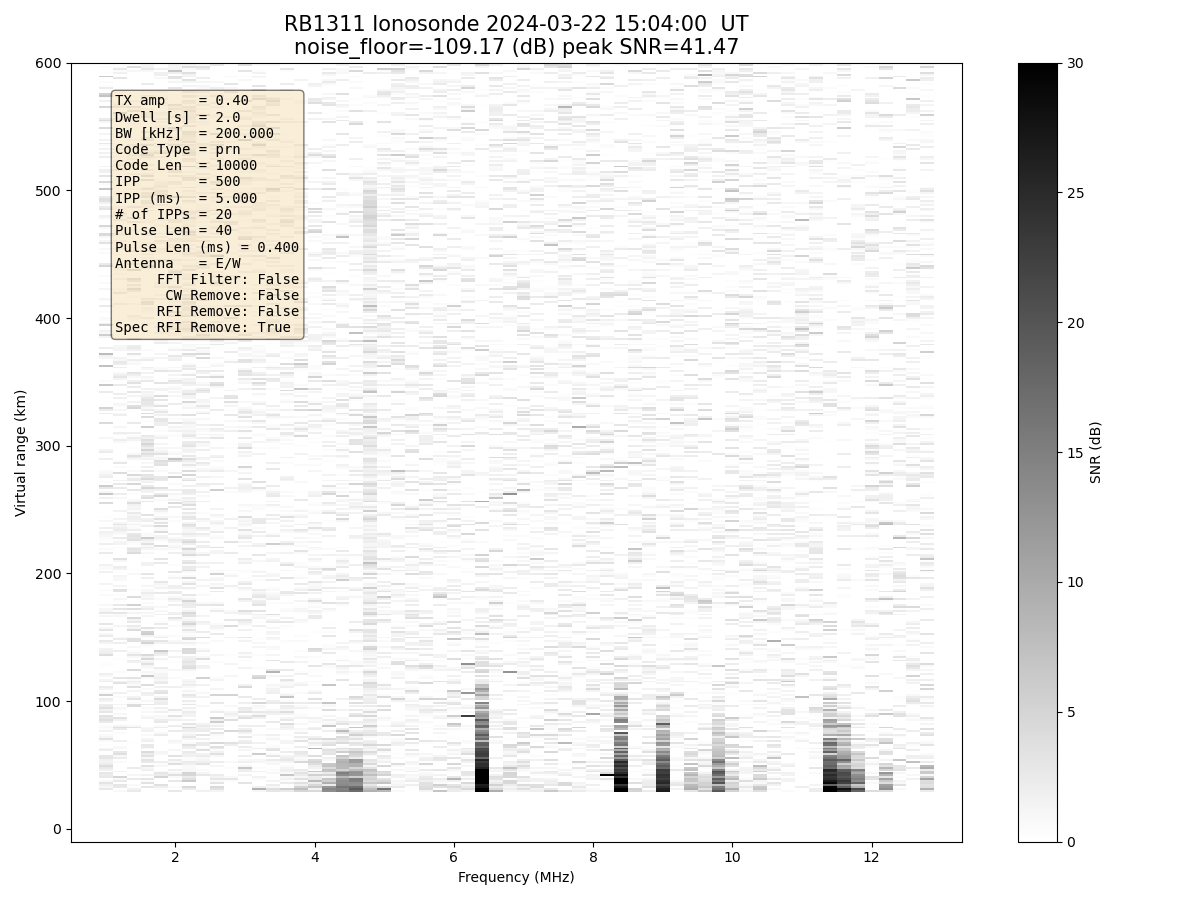 RB1311 Ionosonde 2024-03-22 15:04:00  UT
noise_floor=-109.17 (dB) peak SNR=41.47
TX amp    = 0.40
Dwell [s] = 2.0
BW [kHz]  = 200.000
Code Type = prn
Code Len  = 10000
IPP       = 500
IPP (ms)  = 5.000
# of IPPs = 20
Pulse Len = 40
Pulse Len (ms) = 0.400
Antenna   = E/W
FFT Filter: False
CW Remove: False
RFI Remove: False
Spec RFI Remove: True
600
500
400
300
200
100
0
Virtual range (km)
2 4 6 8 10 12
Frequency (MHz)
30
25
20
15
10
5
0
SNR (dB)